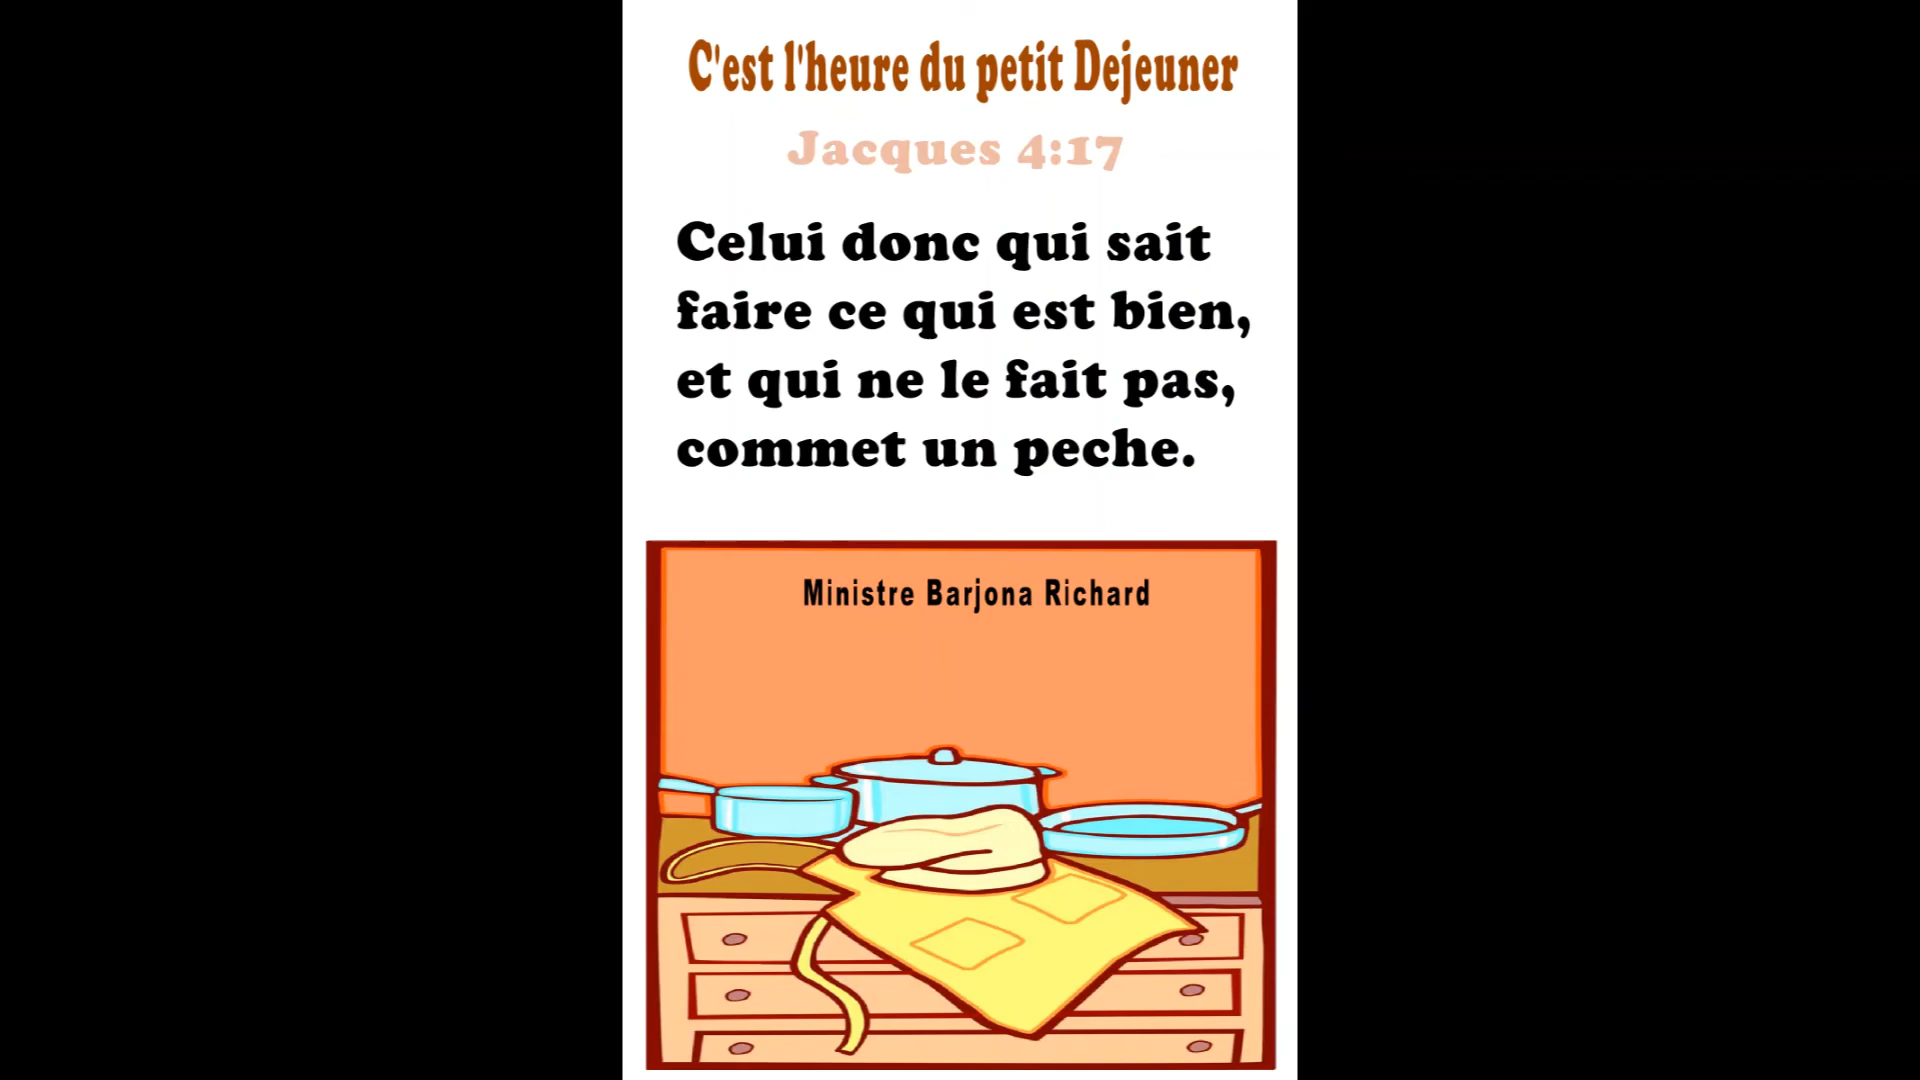 C'est l'heure du petit Dejeuner
Jacques 4:17
Celui donc qui sait
faire ce qui est bien,
et qui ne le fait pas,
commet un peche.
Ministre Barjona Richard